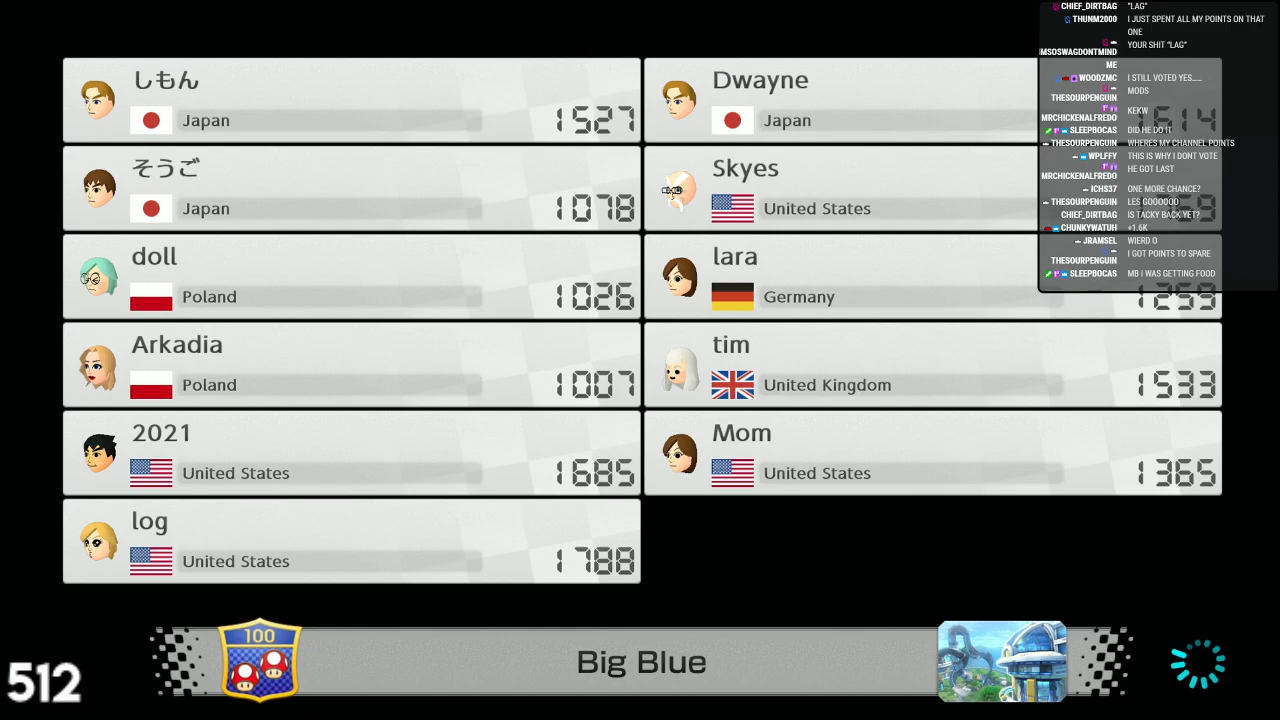 しもん
Japan
1527
Dwayne
Japan
1614
そうご
Japan
1078
Skyes
United States
doll
Poland
1026
lara
Germany
1259
Arkadia
Poland
1007
tim
United Kingdom
1533
2021
United States
1685
Mom
United States
1365
log
United States
1788
CHIEF_DIRTBAG "LAG"
THUNM2000 I JUST SPENT ALL MY POINTS ON THAT
ONE
IMSOSWAGDONTMIND YOUR SHIT "LAG"
ME
WOODZMC I STILL VOTED YES.....
THESOURPENGUIN MODS
MRCHICKENALFREDO KEKW
SLEEPBOCAS DID HE DO IT
THESOURPENGUIN WHERES MY CHANNEL POINTS
WPLFFY THIS IS WHY I DONT VOTE
MRCHICKENALFREDO HE GOT LAST
ICHS37 ONE MORE CHANCE?
THESOURPENGUIN LES GOOOOOO
CHIEF_DIRTBAG IS TACKY BACK YET?
CHUNKYWATUH +1.6K
JRAMSEL WIERD O
THESOURPENGUIN I GOT POINTS TO SPARE
SLEEPBOCAS MB I WAS GETTING FOOD
512
100
Big Blue